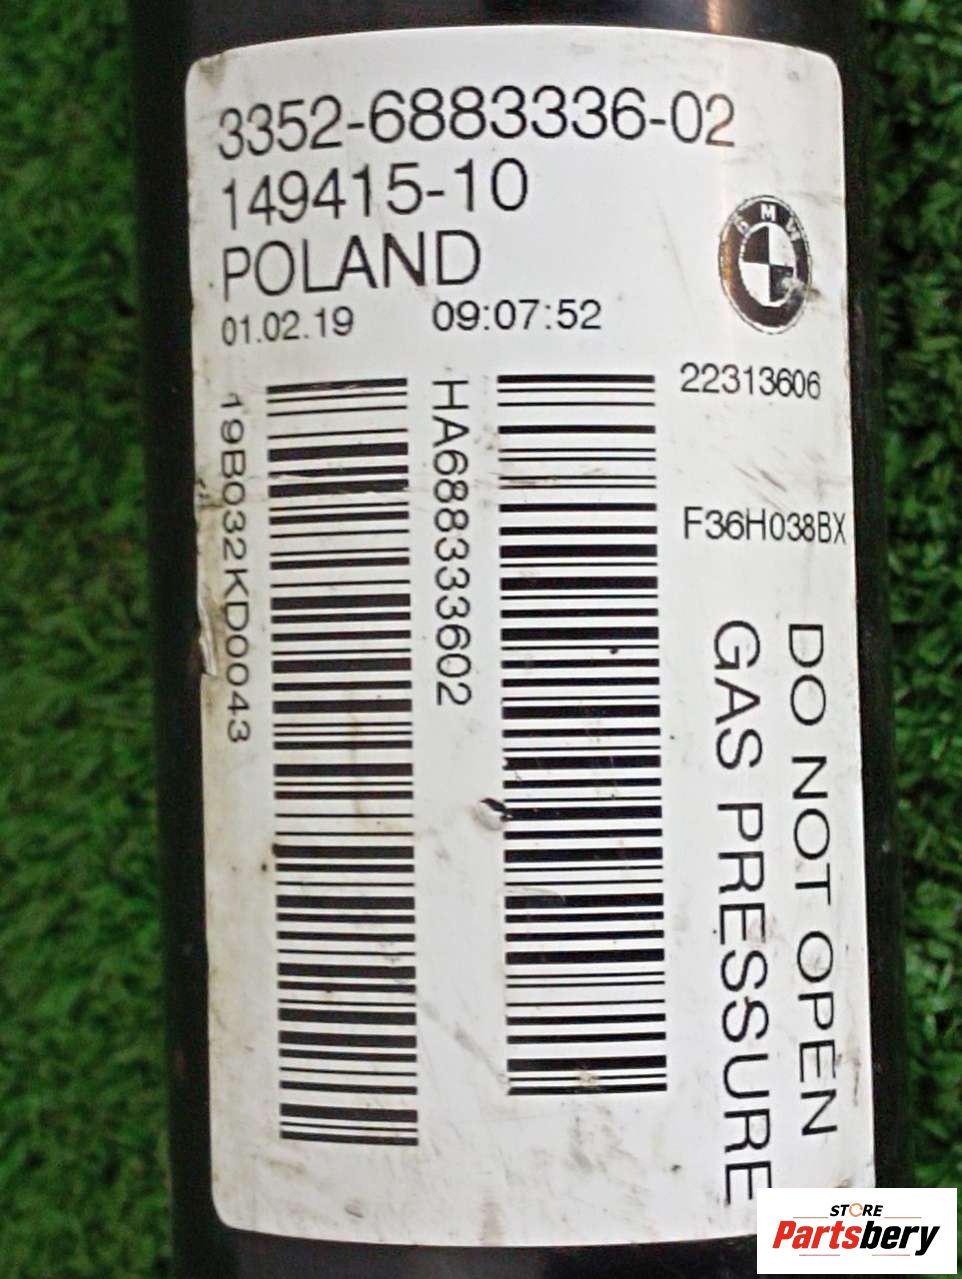 3352-6883336-02
149415-10
POLAND
01.02.19 09:07:52
BMW
22313606
F36H038BX
19B032KD0043
HA688333602
DO NOT OPEN
GAS PRESSURE
STORE
Partsbery